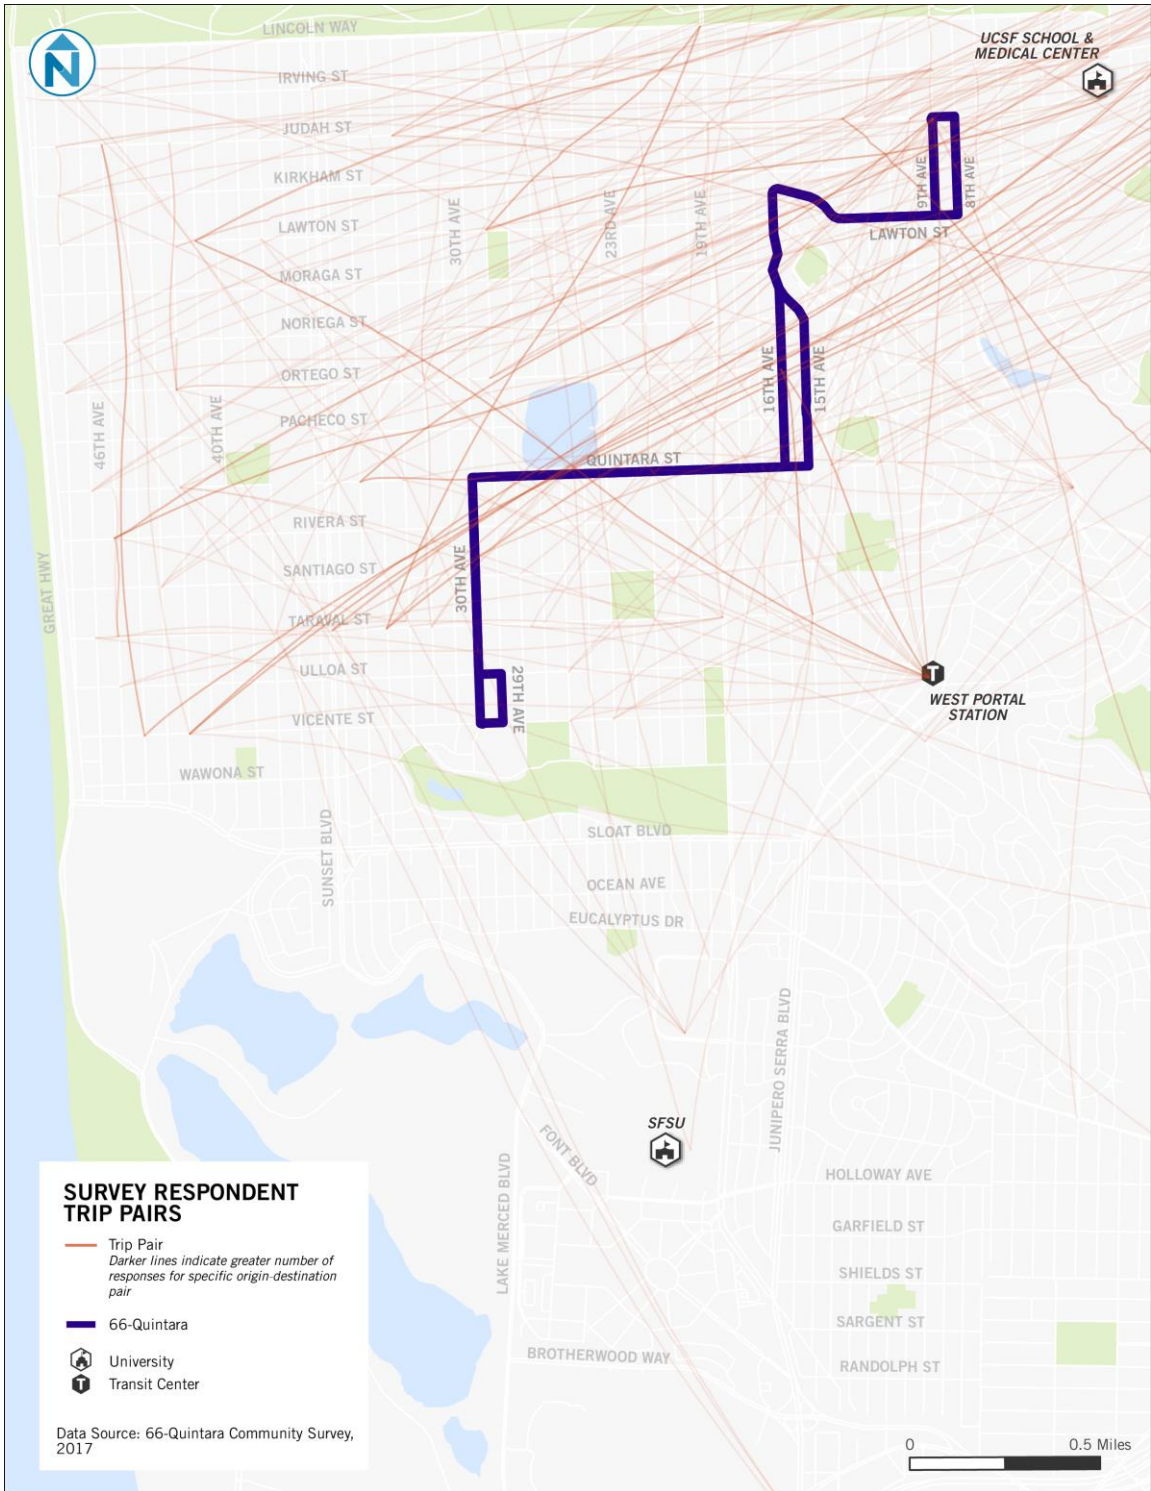 LINCOLN WAY
UCSF SCHOOL &
MEDICAL CENTER
N
IRVING ST
JUDAH ST
KIRKHAM ST
9TH AVE
8TH AVE
LAWTON ST
30TH AVE
23RD AVE
19TH AVE
LAWTON ST
MORAGA ST
NORIEGA ST
ORTEGO ST
16TH AVE
15TH AVE
46TH AVE
40TH AVE
PACHECO ST
QUINTARA ST
RIVERA ST
SANTIAGO ST
30TH AVE
GREAT HWY
TARAVAL ST
ULLOA ST
29TH AVE
T
WEST PORTAL
STATION
VICENTE ST
WAWONA ST
SUNSET BLVD
SLOAT BLVD
OCEAN AVE
EUCALYPTUS DR
JUNIPERO SERRA BLVD
SFSU
FONT BLVD
LAKE MERCED BLVD
HOLLOWAY AVE
GARFIELD ST
SHIELDS ST
SARGENT ST
BROTHERWOOD WAY
RANDOLPH ST
SURVEY RESPONDENT
TRIP PAIRS
Trip Pair
Darker lines indicate greater number of
responses for specific origin-destination
pair
66-Quintara
University
T
Transit Center
Data Source: 66-Quintara Community Survey,
2017
0
0.5 Miles